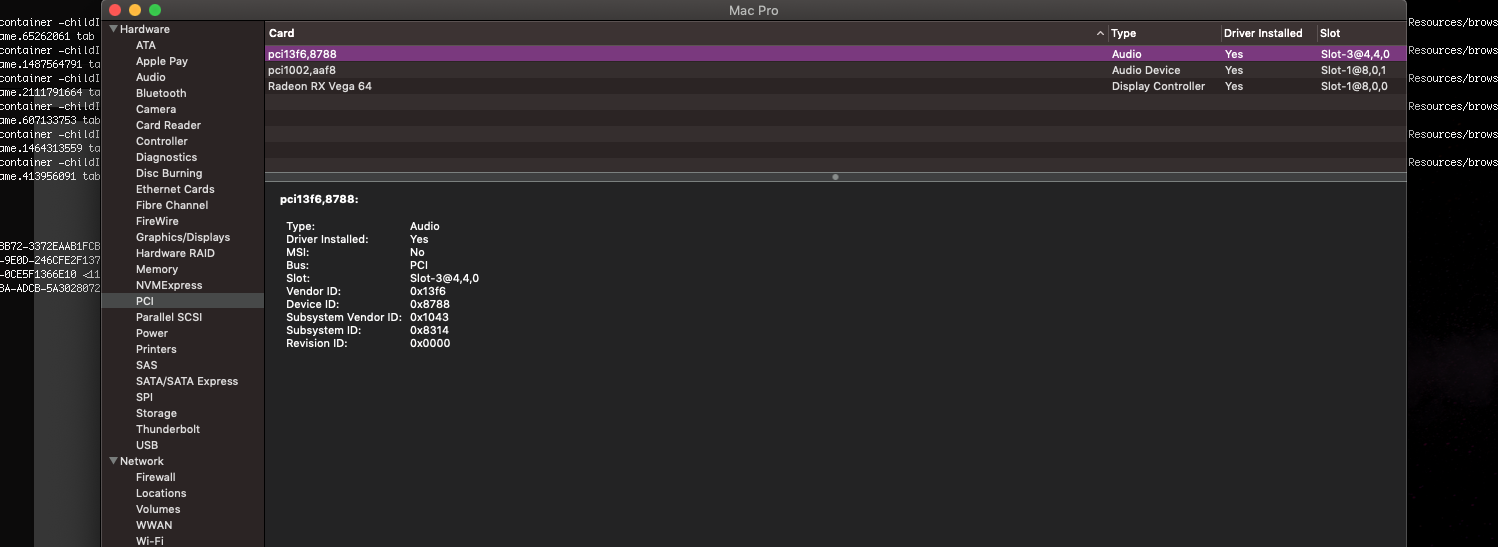 Mac Pro
container -childI
ame.65262061 tab
container -childI
ame.1487564791 ta
container -childI
ame.2111791664 ta
container -childI
ame.607133753 tab
container -childI
ame.1464313559 ta
container -childI
ame.413956091 tab
BB72-3372EAAB1FCB
-9E0D-246CFE2F137
-0CE5F1366E10 <11
BA-ADCB-5A3028072
Hardware
ATA
Apple Pay
Audio
Bluetooth
Camera
Card Reader
Controller
Diagnostics
Disc Burning
Ethernet Cards
Fibre Channel
FireWire
Graphics/Displays
Hardware RAID
Memory
NVMExpress
PCI
Parallel SCSI
Power
Printers
SAS
SATA/SATA Express
SPI
Storage
Thunderbolt
USB
Network
Firewall
Locations
Volumes
WWAN
Wi-Fi
Card Type Driver Installed Slot
pci13f6,8788 Audio Yes Slot-3@4,4,0
pci1002,aaf8 Audio Device Yes Slot-1@8,0,1
Radeon RX Vega 64 Display Controller Yes Slot-1@8,0,0
pci13f6,8788:
Type: Audio
Driver Installed: Yes
MSI: No
Bus: PCI
Slot: Slot-3@4,4,0
Vendor ID: 0x13f6
Device ID: 0x8788
Subsystem Vendor ID: 0x1043
Subsystem ID: 0x8314
Revision ID: 0x0000
Resources/brows
Resources/brows
Resources/brows
Resources/brows
Resources/brows
Resources/brows